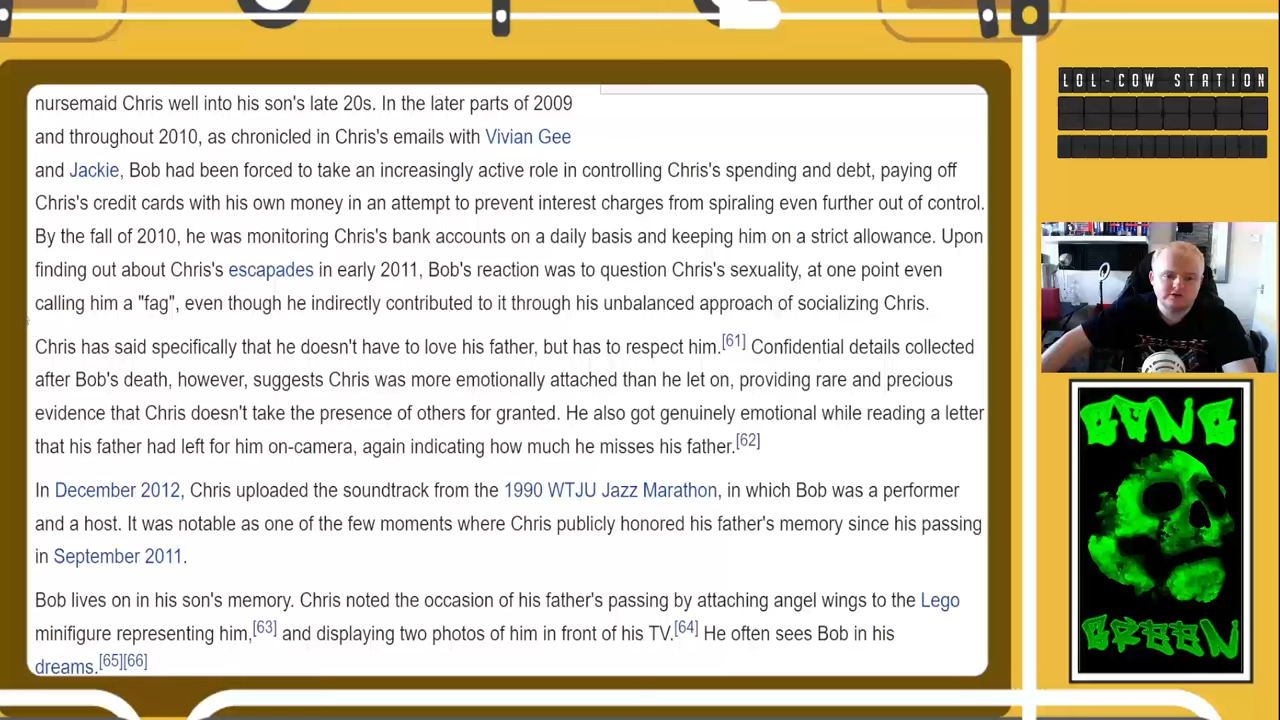 nursemaid Chris well into his son's late 20s. In the later parts of 2009
and throughout 2010, as chronicled in Chris's emails with Vivian Gee
and Jackie, Bob had been forced to take an increasingly active role in controlling Chris's spending and debt, paying off
Chris's credit cards with his own money in an attempt to prevent interest charges from spiraling even further out of control.
By the fall of 2010, he was monitoring Chris's bank accounts on a daily basis and keeping him on a strict allowance. Upon
finding out about Chris's escapades in early 2011, Bob's reaction was to question Chris's sexuality, at one point even
calling him a "fag", even though he indirectly contributed to it through his unbalanced approach of socializing Chris.
Chris has said specifically that he doesn't have to love his father, but has to respect him.[61] Confidential details collected
after Bob's death, however, suggests Chris was more emotionally attached than he let on, providing rare and precious
evidence that Chris doesn't take the presence of others for granted. He also got genuinely emotional while reading a letter
that his father had left for him on-camera, again indicating how much he misses his father.[62]
In December 2012, Chris uploaded the soundtrack from the 1990 WTJU Jazz Marathon, in which Bob was a performer
and a host. It was notable as one of the few moments where Chris publicly honored his father's memory since his passing
in September 2011.
Bob lives on in his son's memory. Chris noted the occasion of his father's passing by attaching angel wings to the Lego
minifigure representing him,[63] and displaying two photos of him in front of his TV.[64] He often sees Bob in his
dreams.[65][66]
LOL-COW STATION
GANG
GREEN